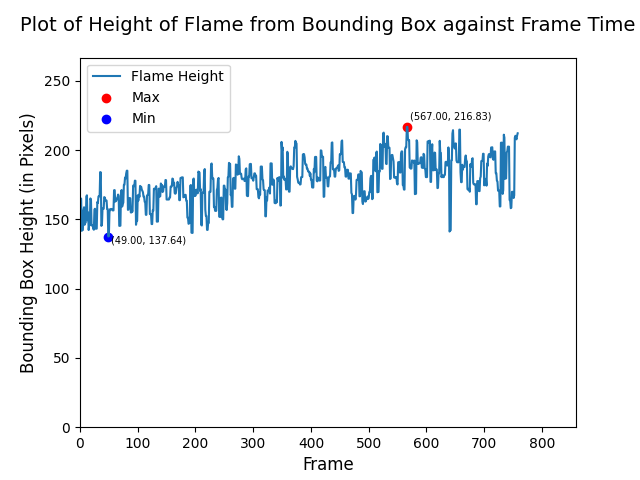 Plot of Height of Flame from Bounding Box against Frame Time
Flame Height
Max
Min
(567.00, 216.83)
(49.00, 137.64)
Bounding Box Height (in Pixels)
250
200
150
100
50
0
0 100 200 300 400 500 600 700 800
Frame